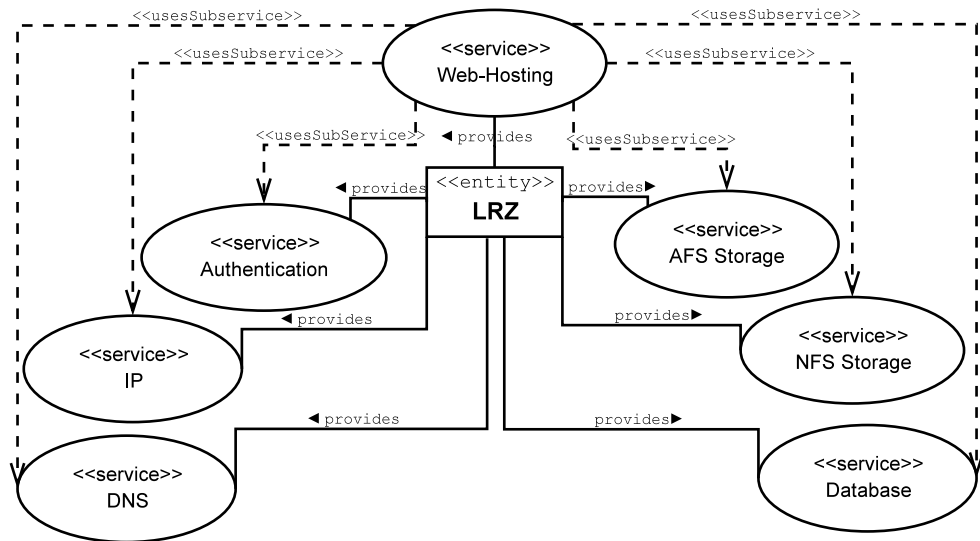 <<usesSubservice>>
<<usesSubservice>>
<<service>>
Web-Hosting
<<usesSubservice>>
<<usesSubservice>>
<<usesSubService>>
◄ provides
<<usesSubservice>>
◄ provides
<<entity>>
LRZ
provides ►
<<service>>
Authentication
<<service>>
AFS Storage
◄ provides
provides ►
<<service>>
IP
<<service>>
NFS Storage
◄ provides
provides ►
<<service>>
DNS
<<service>>
Database